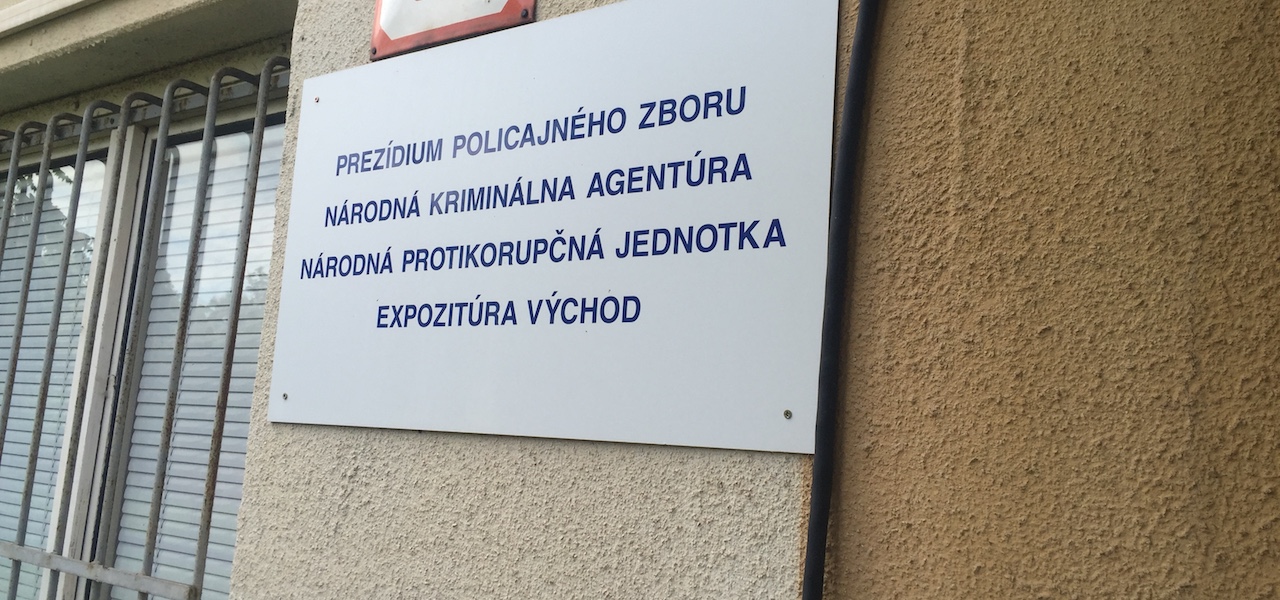 PREZÍDIUM POLICAJNÉHO ZBORU
NÁRODNÁ KRIMINÁLNA AGENTÚRA
NÁRODNÁ PROTIKORUPČNÁ JEDNOTKA
EXPOZITÚRA VÝCHOD